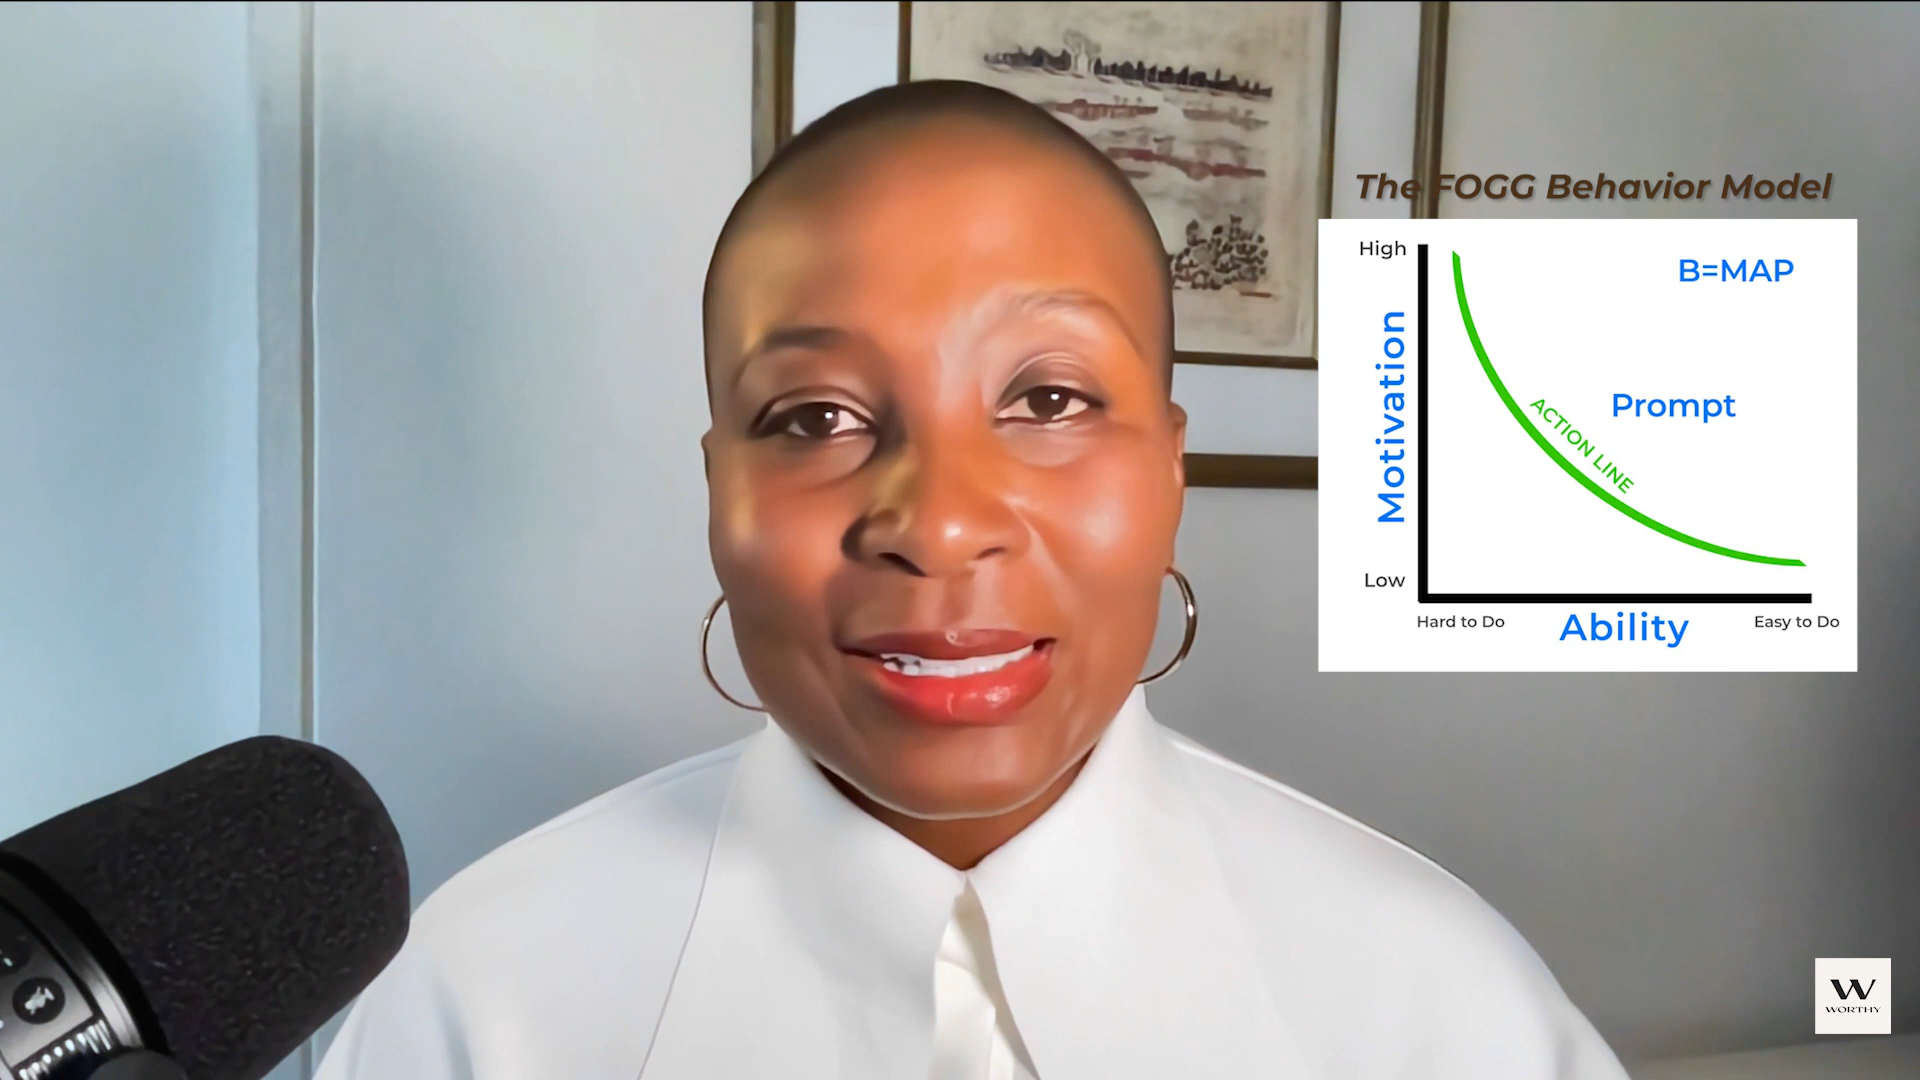 The FOGG Behavior Model
High
B=MAP
Motivation
Prompt
ACTION LINE
Low
Hard to Do
Ability
Easy to Do
W
WORTHY